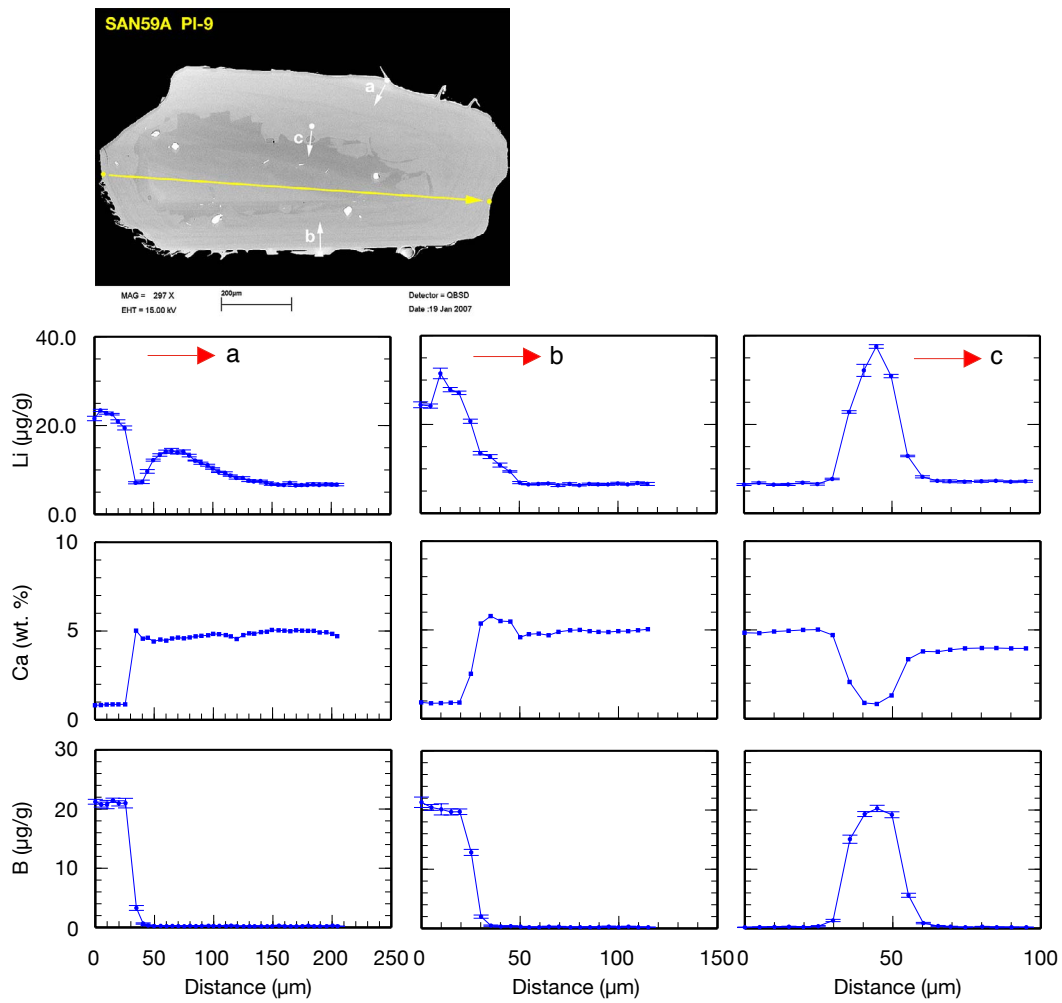 SAN59A PI-9
a
c
b
MAG = 297 X
200µm
Detector = QBSD
EHT = 15.00 kV
Date :19 Jan 2007
40.0
20.0
0.0
Li (µg/g)
a
b
c
10
5
0
Ca (wt. %)
30
20
10
0
B (µg/g)
0 50 100 150 200 250
0 50 100 150
0 50 100
Distance (µm)
Distance (µm)
Distance (µm)